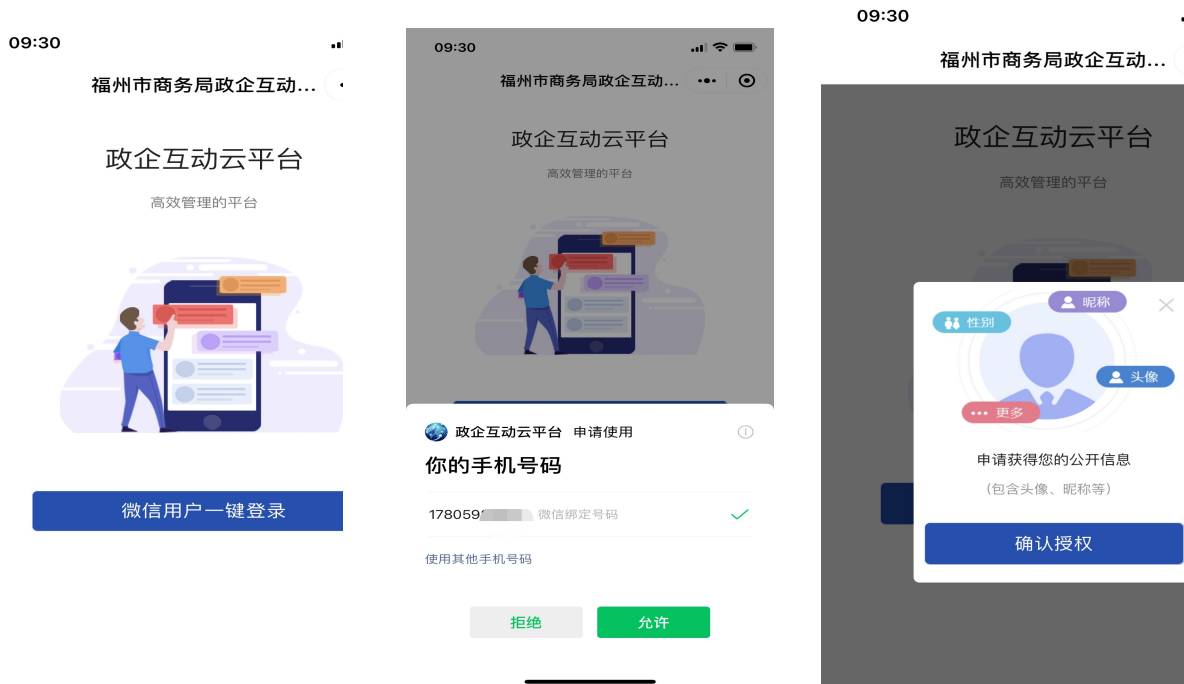 09:30
福州市商务局政企互动...
政企互动云平台
高效管理的平台
微信用户一键登录
09:30
福州市商务局政企互动...
政企互动云平台
高效管理的平台
政企互动云平台 申请使用
你的手机号码
178059 微信绑定号码
使用其他手机号码
拒绝 允许
09:30
福州市商务局政企互动...
政企互动云平台
高效管理的平台
昵称
性别
头像
更多
申请获得您的公开信息
(包含头像、昵称等)
确认授权